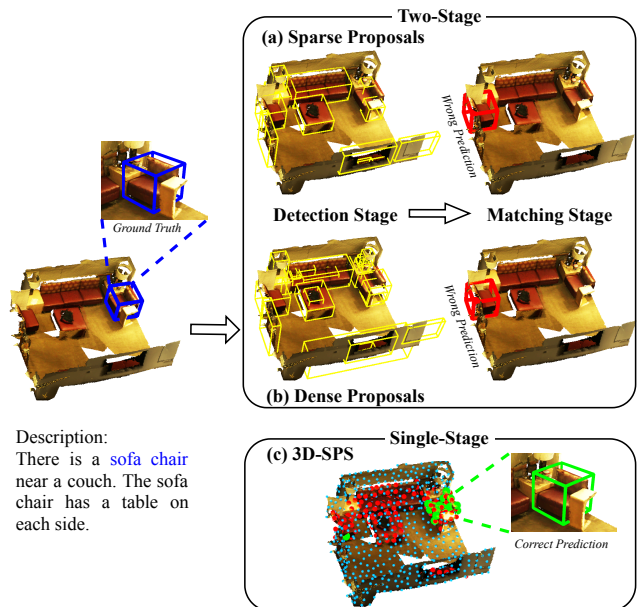 Two-Stage
(a) Sparse Proposals
Wrong Prediction
Ground Truth
Detection Stage
Matching Stage
Wrong Prediction
(b) Dense Proposals
Description:
There is a sofa chair
near a couch. The sofa
chair has a table on
each side.
Single-Stage
(c) 3D-SPS
Correct Prediction